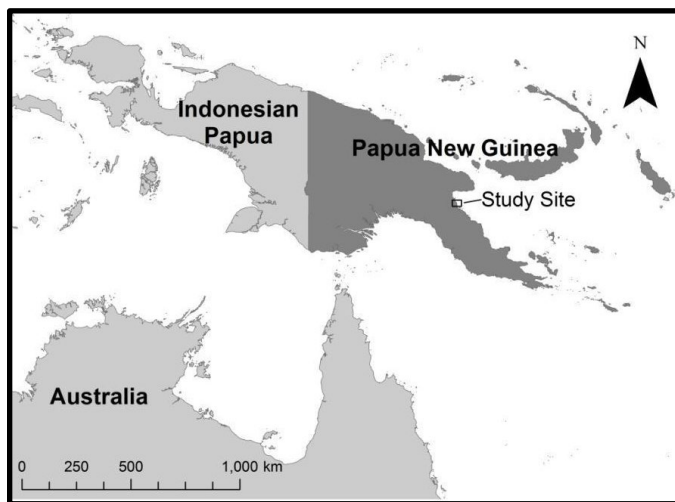 N
Indonesian
Papua
Papua New Guinea
Study Site
Australia
0 250 500 1,000 km